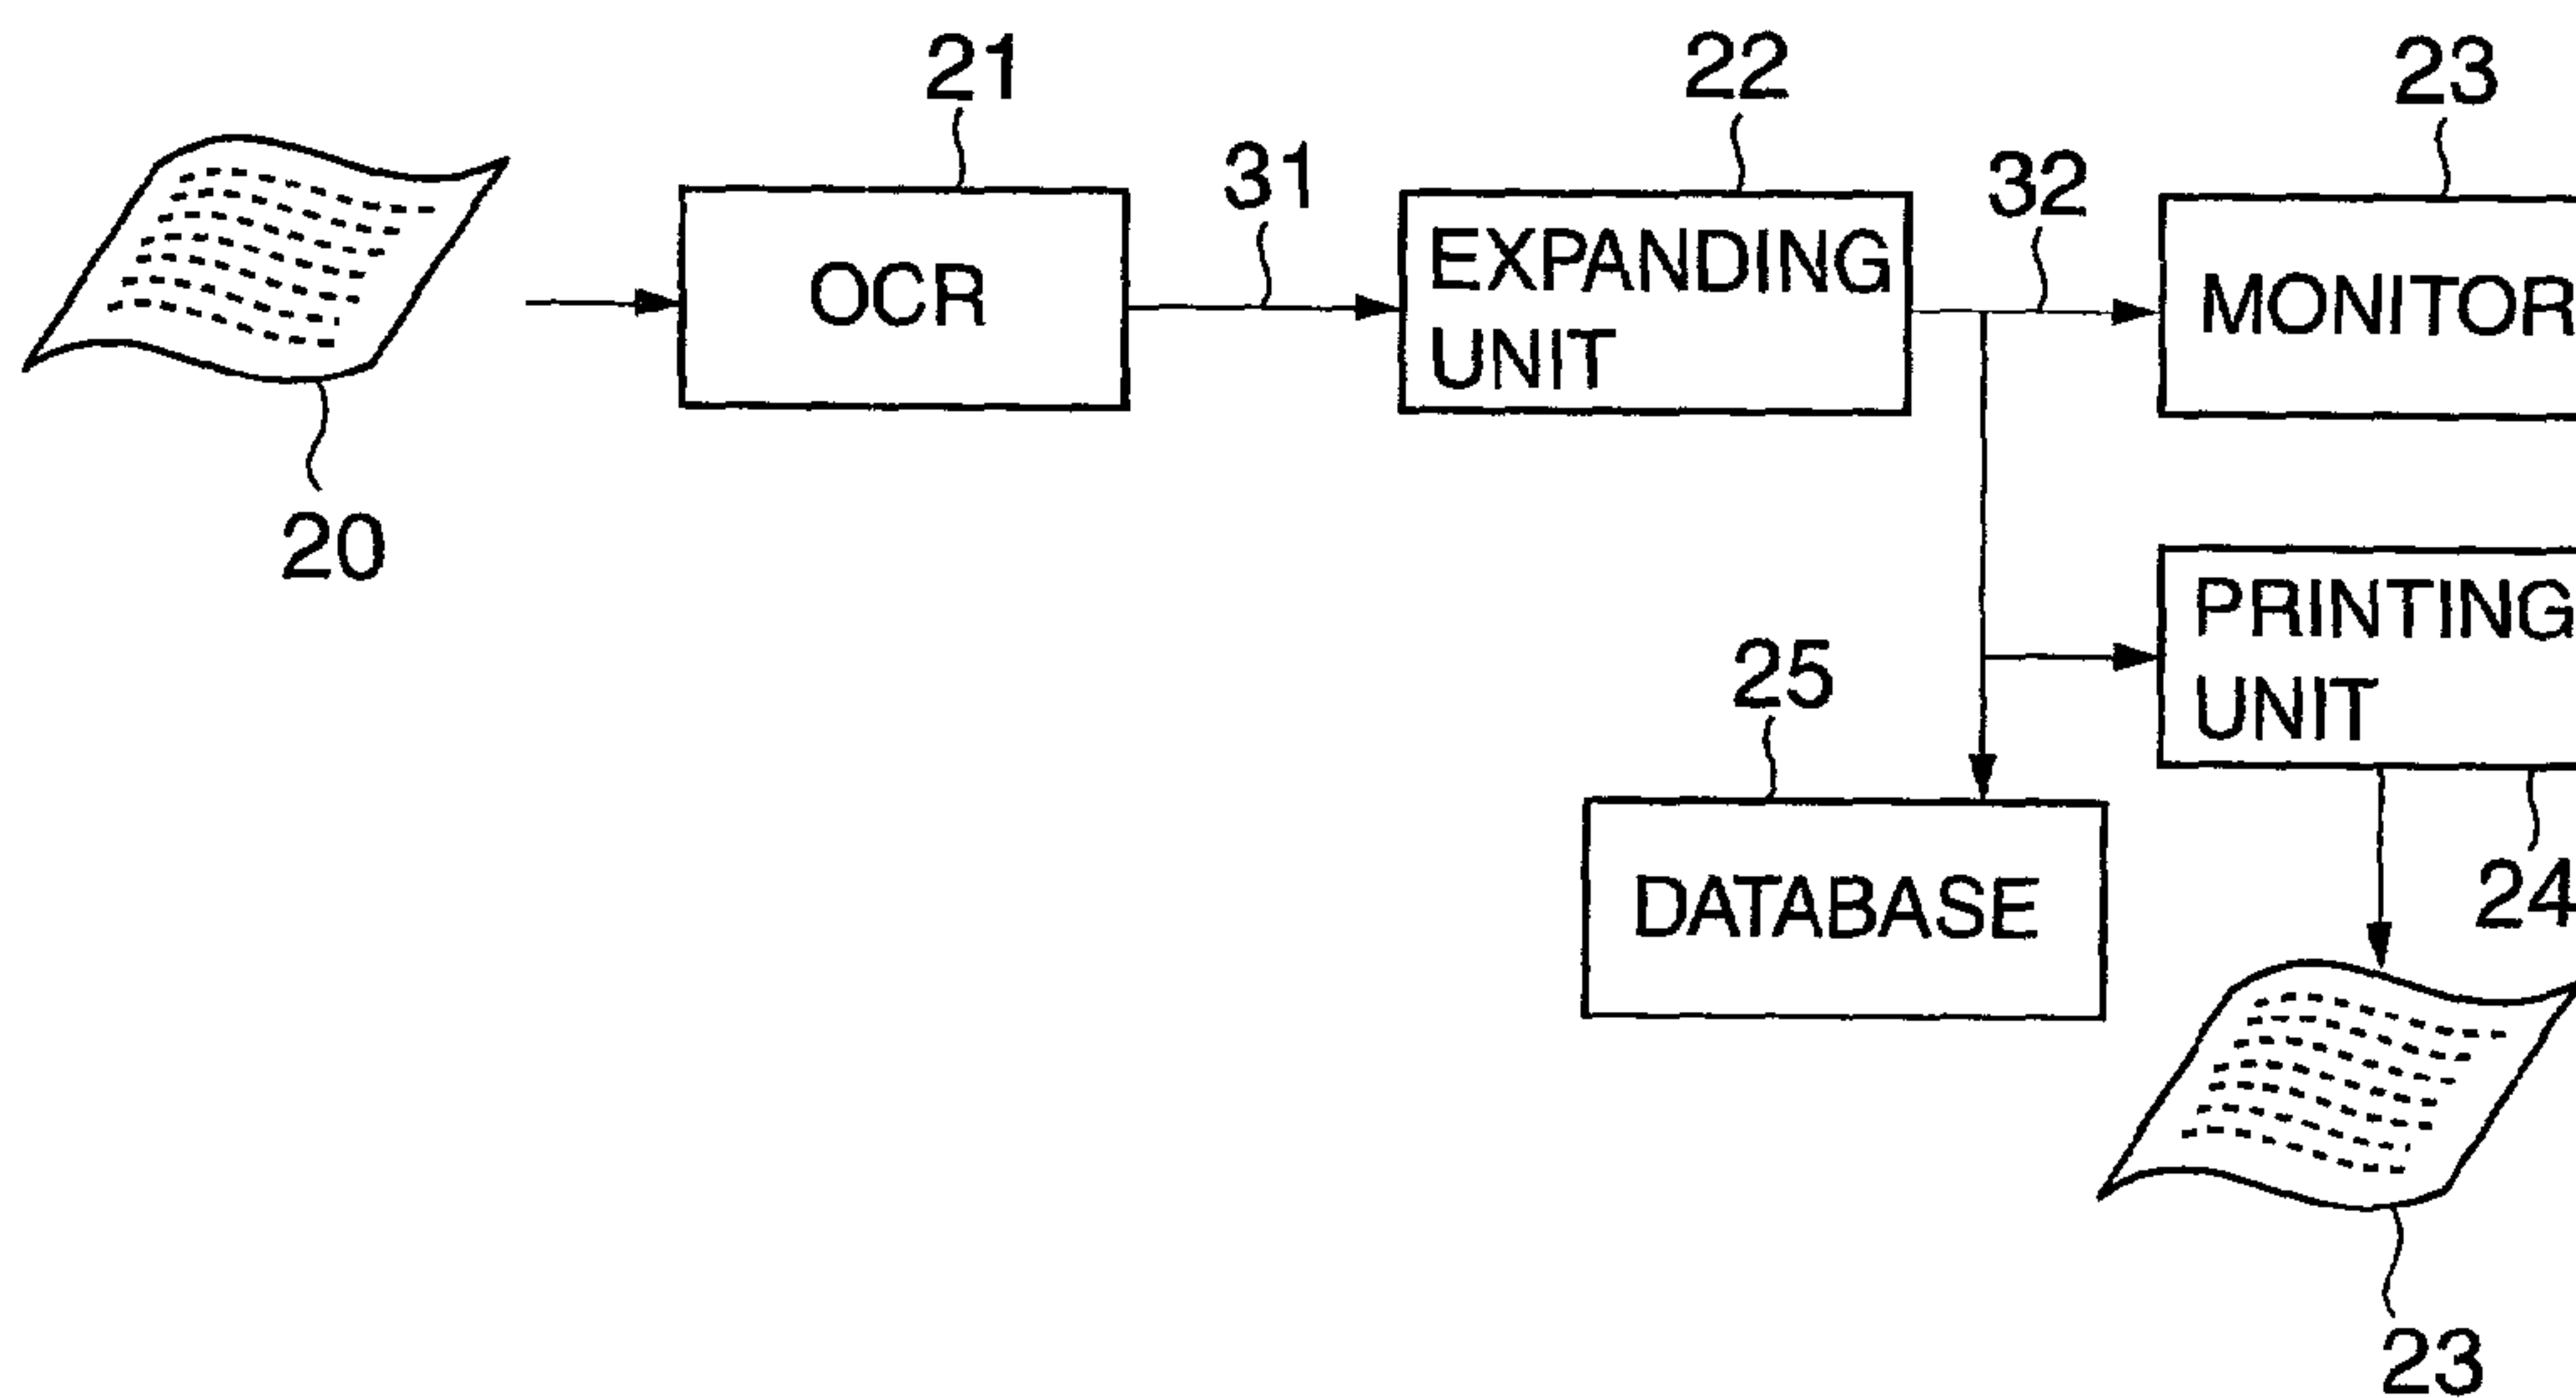 21
22
23
31
32
OCR
EXPANDING
UNIT
MONITOR
20
PRINTING
UNIT
25
24
DATABASE
23